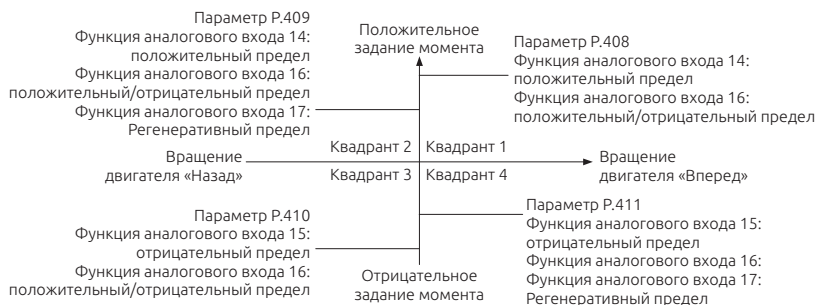 Параметр P.409
Функция аналогового входа 14:
положительный предел
Функция аналогового входа 16:
положительный/отрицательный предел
Функция аналогового входа 17:
Регенеративный предел
Положительное
задание момента
Параметр P.408
Функция аналогового входа 14:
положительный предел
Функция аналогового входа 16:
положительный/отрицательный предел
Вращение
двигателя «Назад»
Квадрант 2
Квадрант 1
Квадрант 3
Квадрант 4
Вращение
двигателя «Вперед»
Параметр P.410
Функция аналогового входа 15:
отрицательный предел
Функция аналогового входа 16:
положительный/отрицательный предел
Отрицательное
задание момента
Параметр P.411
Функция аналогового входа 15:
отрицательный предел
Функция аналогового входа 16:
Функция аналогового входа 17:
Регенеративный предел